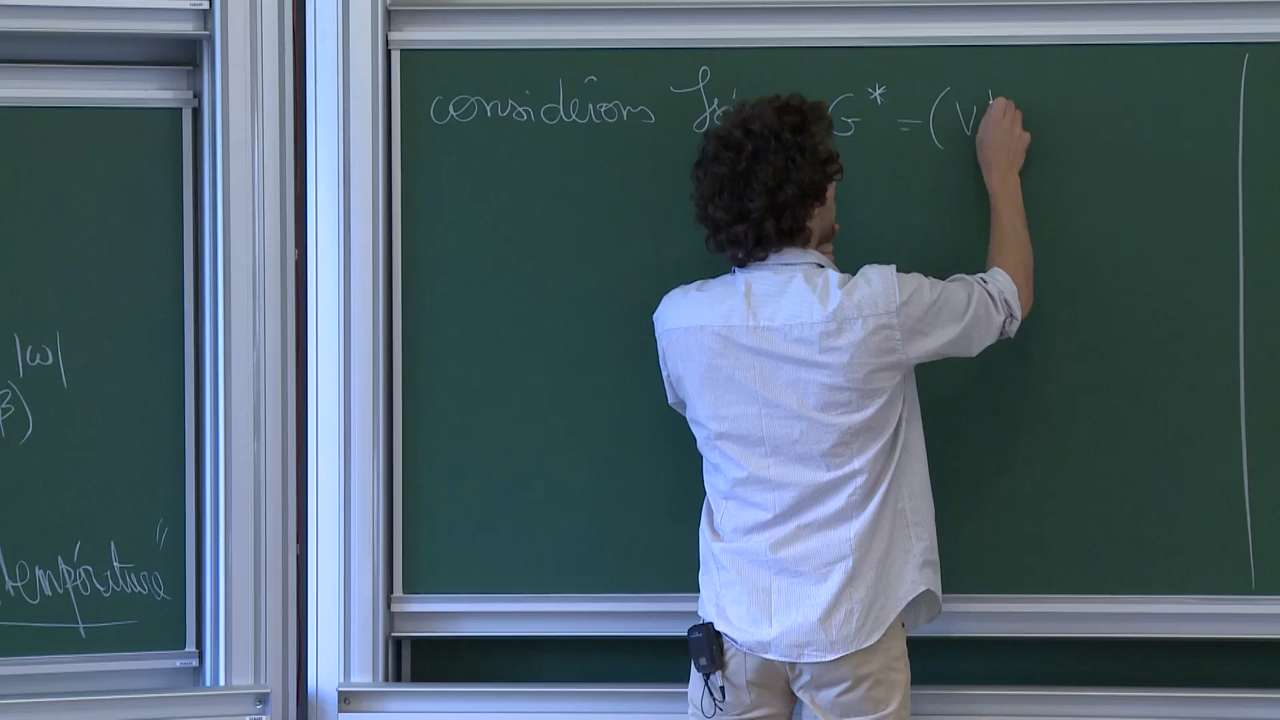 |ω|
β)
température"
considérons G* = (V